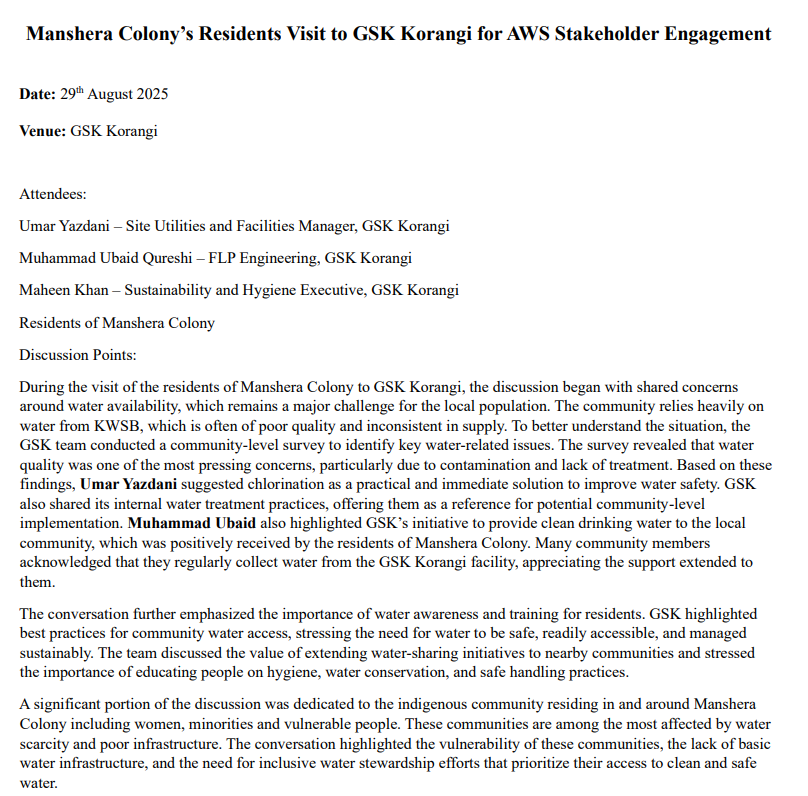 Manshera Colony's Residents Visit to GSK Korangi for AWS Stakeholder Engagement
Date: 29th August 2025
Venue: GSK Korangi
Attendees:
Umar Yazdani – Site Utilities and Facilities Manager, GSK Korangi
Muhammad Ubaid Qureshi – FLP Engineering, GSK Korangi
Maheen Khan – Sustainability and Hygiene Executive, GSK Korangi
Residents of Manshera Colony
Discussion Points:
During the visit of the residents of Manshera Colony to GSK Korangi, the discussion began with shared concerns
around water availability, which remains a major challenge for the local population. The community relies heavily on
water from KWSB, which is often of poor quality and inconsistent in supply. To better understand the situation, the
GSK team conducted a community-level survey to identify key water-related issues. The survey revealed that water
quality was one of the most pressing concerns, particularly due to contamination and lack of treatment. Based on these
findings, Umar Yazdani suggested chlorination as a practical and immediate solution to improve water safety. GSK
also shared its internal water treatment practices, offering them as a reference for potential community-level
implementation. Muhammad Ubaid also highlighted GSK's initiative to provide clean drinking water to the local
community, which was positively received by the residents of Manshera Colony. Many community members
acknowledged that they regularly collect water from the GSK Korangi facility, appreciating the support extended to
them.
The conversation further emphasized the importance of water awareness and training for residents. GSK highlighted
best practices for community water access, stressing the need for water to be safe, readily accessible, and managed
sustainably. The team discussed the value of extending water-sharing initiatives to nearby communities and stressed
the importance of educating people on hygiene, water conservation, and safe handling practices.
A significant portion of the discussion was dedicated to the indigenous community residing in and around Manshera
Colony including women, minorities and vulnerable people. These communities are among the most affected by water
scarcity and poor infrastructure. The conversation highlighted the vulnerability of these communities, the lack of basic
water infrastructure, and the need for inclusive water stewardship efforts that prioritize their access to clean and safe
water.